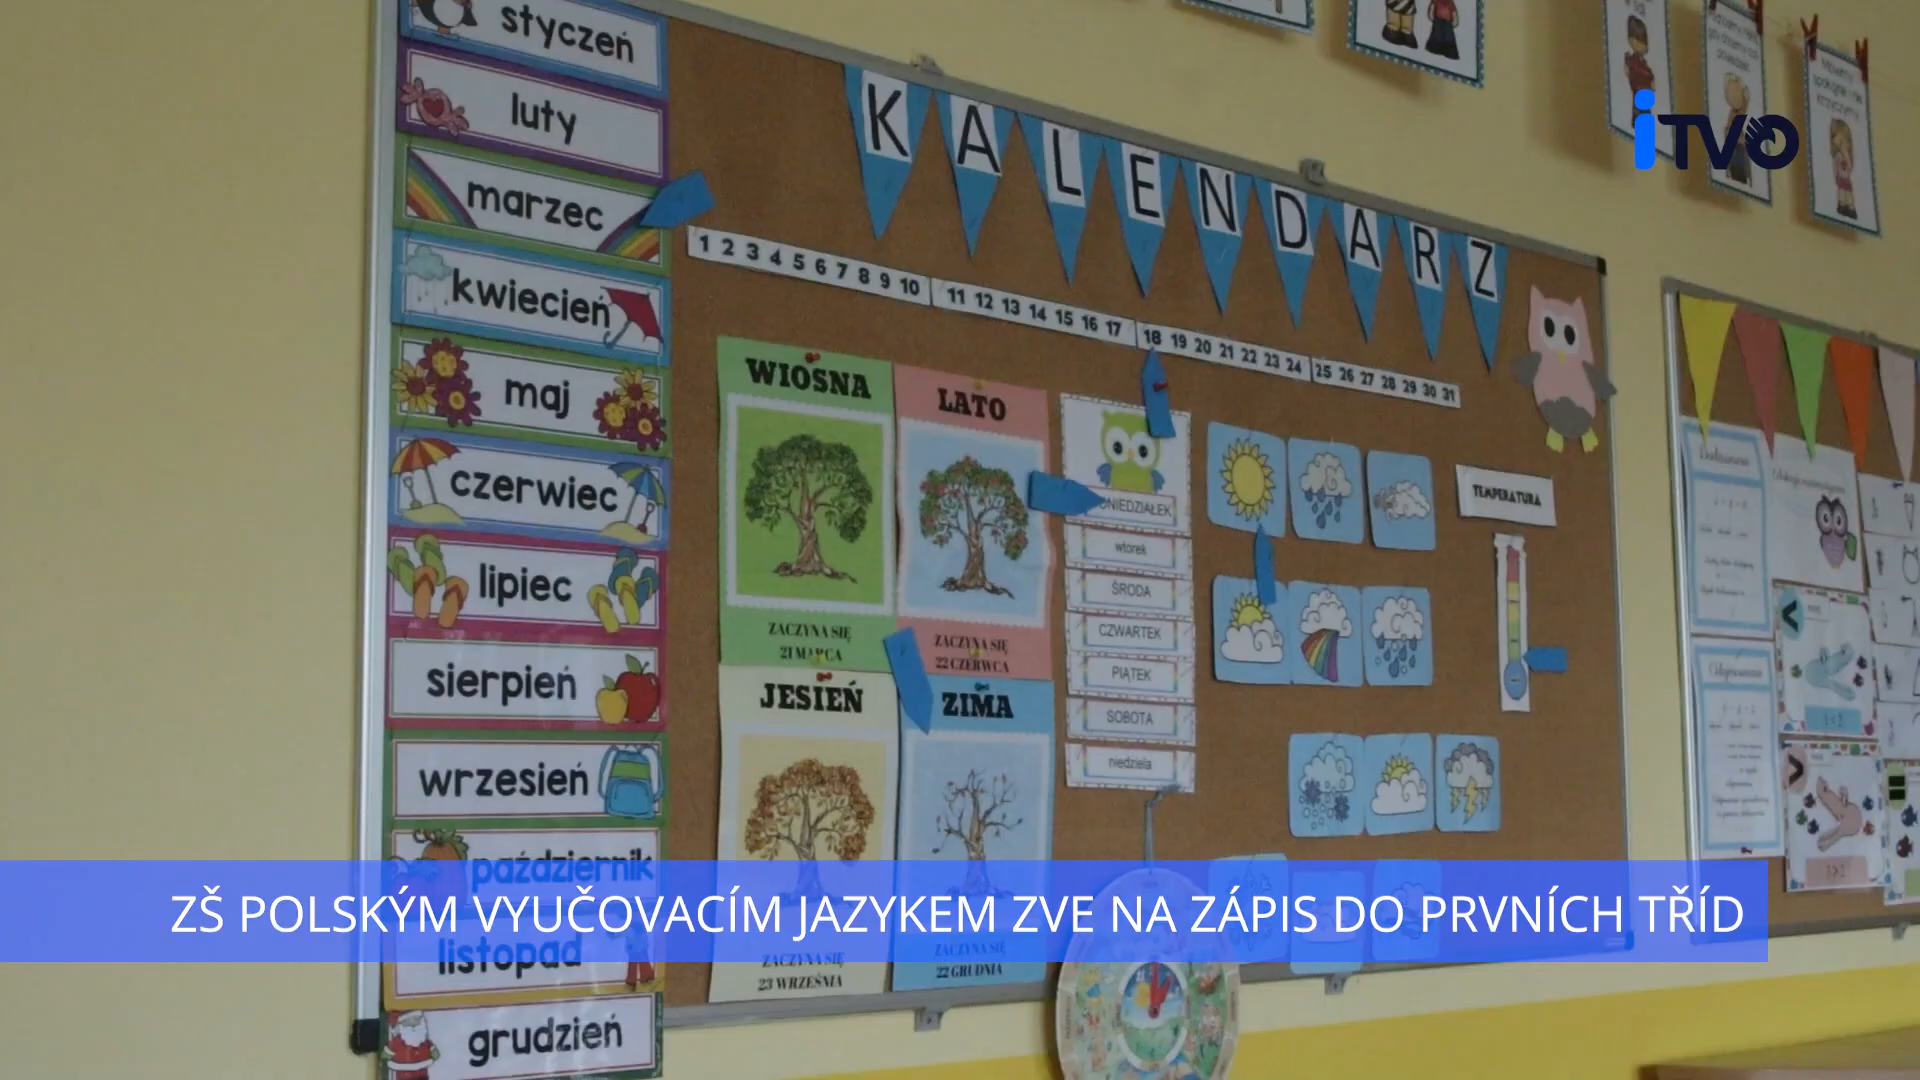 styczeń
luty
marzec
kwiecień
maj
czerwiec
lipiec
sierpień
wrzesień
październik
listopad
grudzień
KALENDARZ
1 2 3 4 5 6 7 8 9 10 11 12 13 14 15 16 17 18 19 20 21 22 23 24 25 26 27 28 29 30 31
WIOSNA
ZACZYNA SIĘ
21 MARCA
LATO
ZACZYNA SIĘ
22 CZERWCA
JESIEŃ
ZACZYNA SIĘ
23 WRZEŚNIA
ZIMA
ZACZYNA SIĘ
22 GRUDNIA
ONIEDZIAŁEK
wtorek
ŚRODA
CZWARTEK
PIĄTEK
SOBOTA
niedziela
TEMPERATURA
iTVO
ZŠ POLSKÝM VYUČOVACÍM JAZYKEM ZVE NA ZÁPIS DO PRVNÍCH TŘÍD